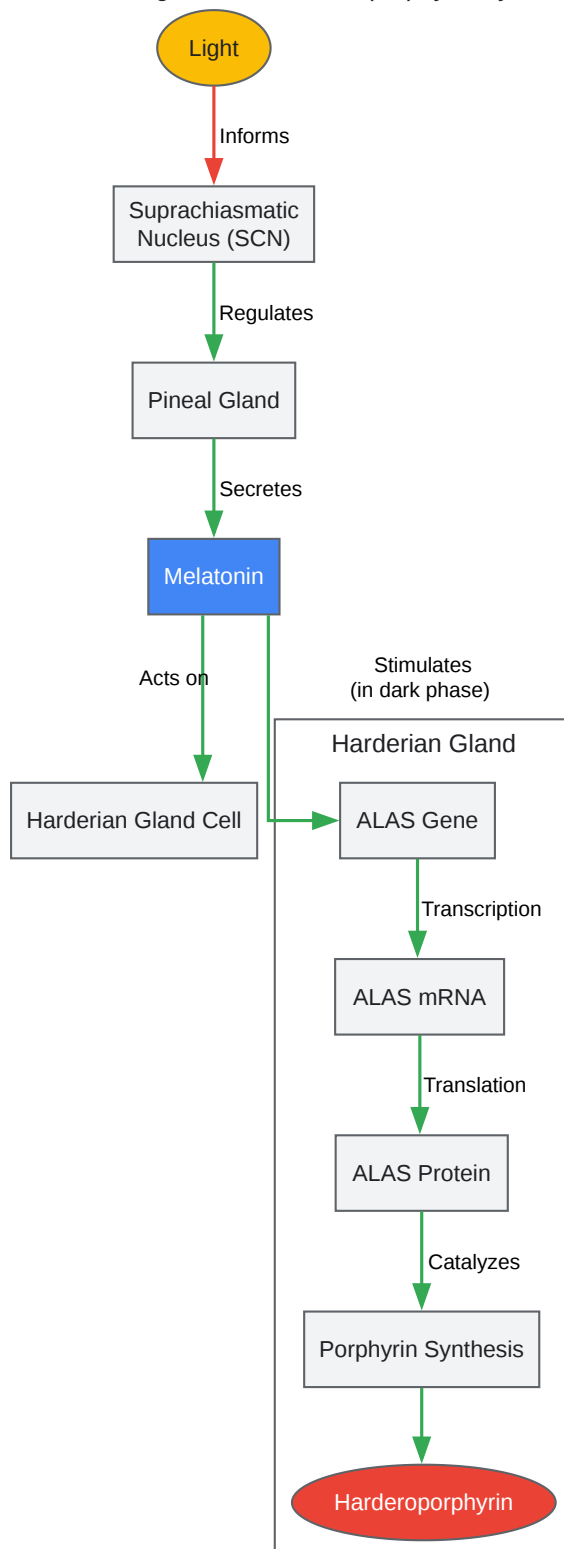 Light
Informs
Suprachiasmatic
Nucleus (SCN)
Regulates
Pineal Gland
Secretes
Melatonin
Acts on
Stimulates
(in dark phase)
Harderian Gland
Harderian Gland Cell
ALAS Gene
Transcription
ALAS mRNA
Translation
ALAS Protein
Catalyzes
Porphyrin Synthesis
Harderoporphyrin